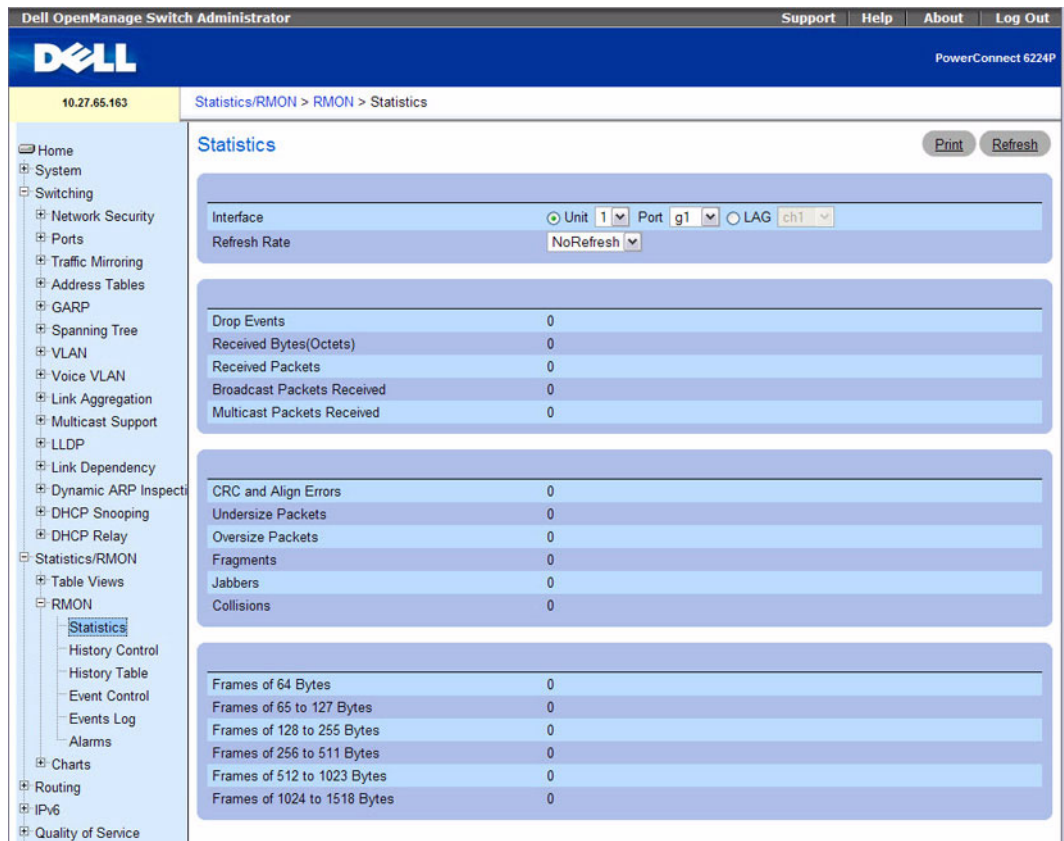 Dell OpenManage Switch Administrator Support Help About Log Out
DELL
PowerConnect 6224P
10.27.65.163
Statistics/RMON > RMON > Statistics
Home
System
Switching
Network Security
Ports
Traffic Mirroring
Address Tables
GARP
Spanning Tree
VLAN
Voice VLAN
Link Aggregation
Multicast Support
LLDP
Link Dependency
Dynamic ARP Inspecti
DHCP Snooping
DHCP Relay
Statistics/RMON
Table Views
RMON
Statistics
History Control
History Table
Event Control
Events Log
Alarms
Charts
Routing
IPv6
Quality of Service
Statistics
Print Refresh
Interface Unit 1 Port g1 LAG ch1
Refresh Rate NoRefresh
Drop Events 0
Received Bytes(Octets) 0
Received Packets 0
Broadcast Packets Received 0
Multicast Packets Received 0
CRC and Align Errors 0
Undersize Packets 0
Oversize Packets 0
Fragments 0
Jabbers 0
Collisions 0
Frames of 64 Bytes 0
Frames of 65 to 127 Bytes 0
Frames of 128 to 255 Bytes 0
Frames of 256 to 511 Bytes 0
Frames of 512 to 1023 Bytes 0
Frames of 1024 to 1518 Bytes 0